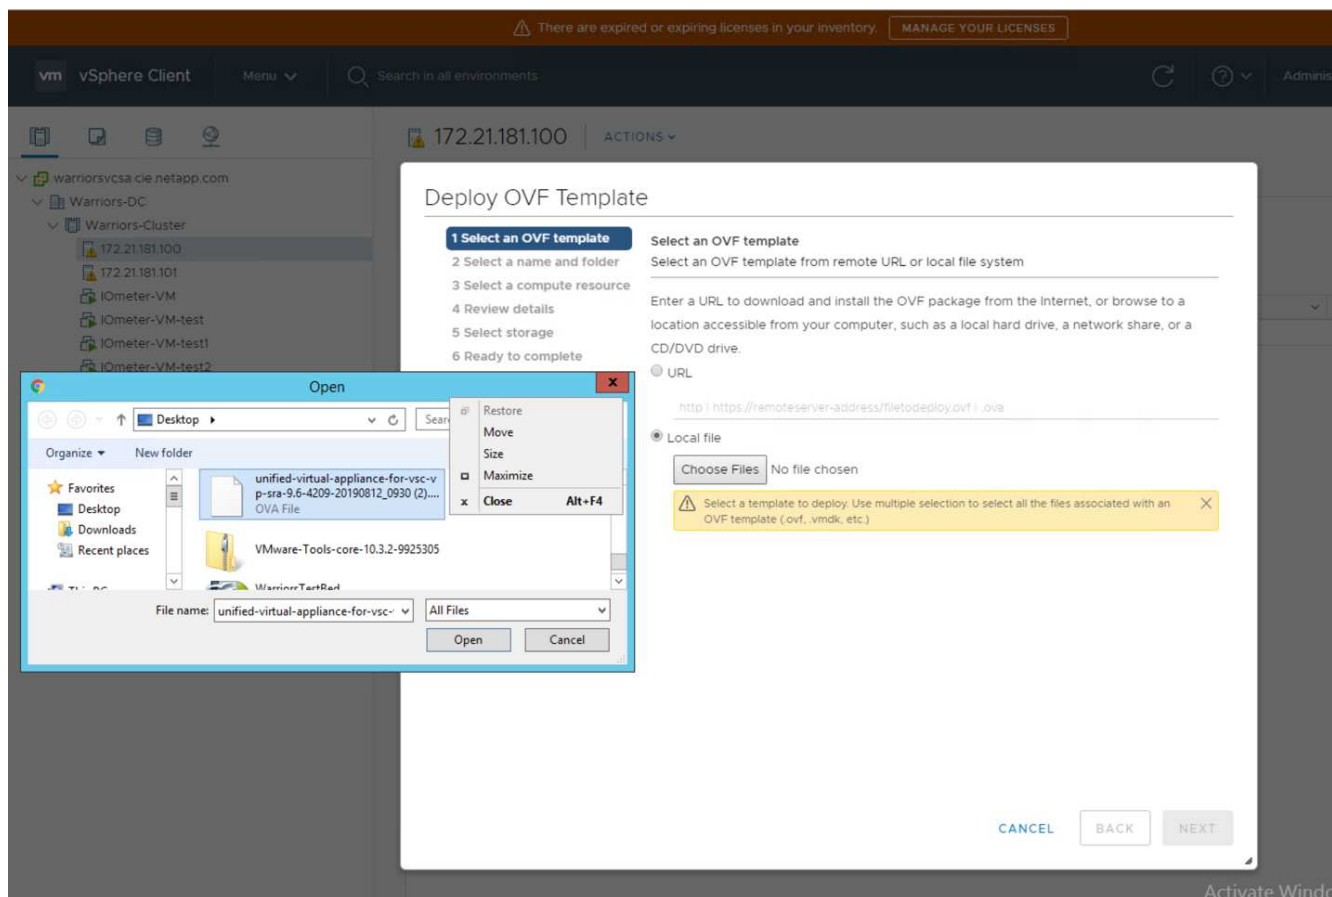 There are expired or expiring licenses in your inventory. MANAGE YOUR LICENSES
vm vSphere Client Menu Search in all environments Adminis
172.21.181.100 ACTIONS
warriorsvcsa.cie.netapp.com
Warriors-DC
Warriors-Cluster
172.21.181.100
172.21.181.101
IOmeter-VM
IOmeter-VM-test
IOmeter-VM-test1
IOmeter-VM-test2
Deploy OVF Template
1 Select an OVF template
2 Select a name and folder
3 Select a compute resource
4 Review details
5 Select storage
6 Ready to complete
Select an OVF template
Select an OVF template from remote URL or local file system
Enter a URL to download and install the OVF package from the Internet, or browse to a
location accessible from your computer, such as a local hard drive, a network share, or a
CD/DVD drive.
URL
http | https://remoteserver-address/filetodeploy.ovf | .ova
Local file
Choose Files No file chosen
Select a template to deploy. Use multiple selection to select all the files associated with an
OVF template (.ovf, .vmdk, etc.)
CANCEL BACK NEXT
Open x
Desktop Sear
Organize New folder
Favorites
Desktop
Downloads
Recent places
This PC
unified-virtual-appliance-for-vsc-v
p-sra-9.6-4209-20190812_0930 (2)....
OVA File
VMware-Tools-core-10.3.2-9925305
WarriorsTestBed
Restore
Move
Size
Maximize
x Close Alt+F4
File name: unified-virtual-appliance-for-vsc- All Files
Open Cancel
Activate Windo